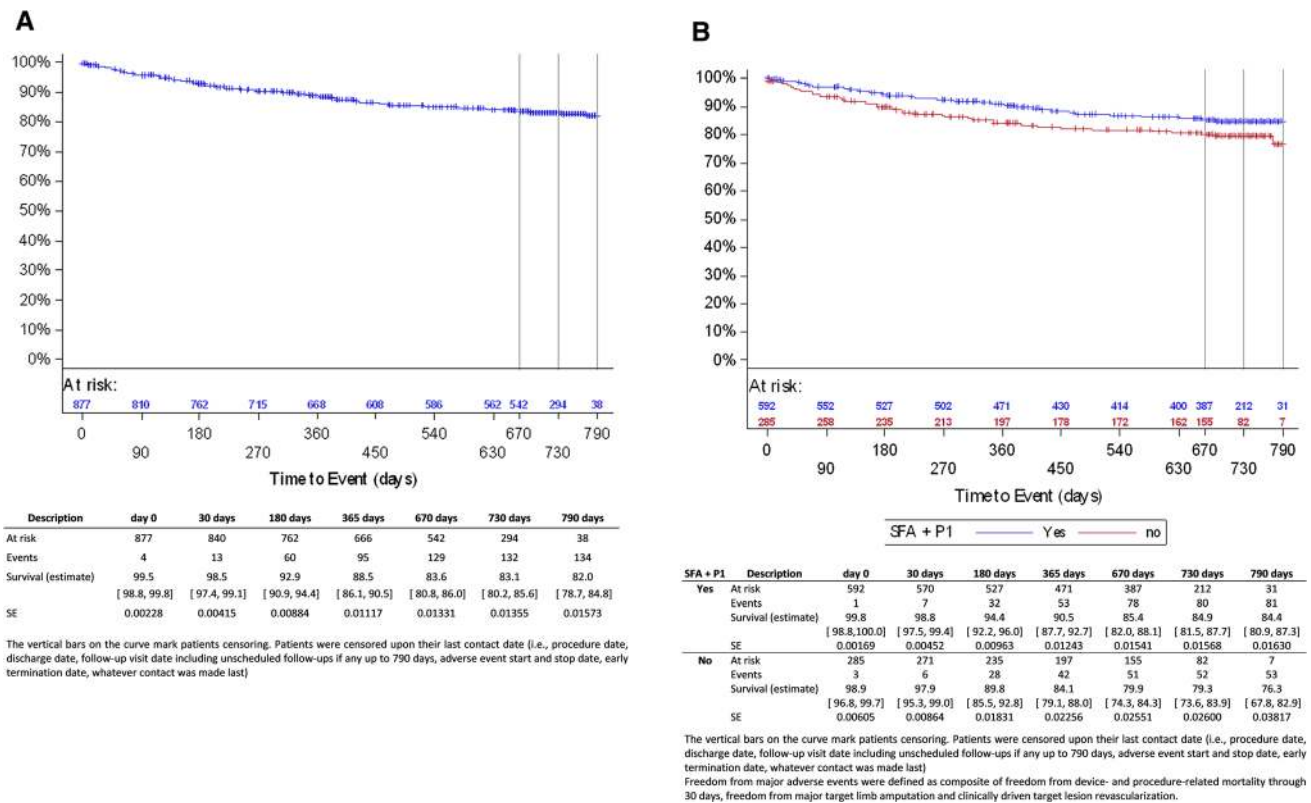 A
100%
90%
80%
70%
60%
50%
40%
30%
20%
10%
0%
At risk:
877 810 762 715 668 608 586 562 542 294 38
0 180 360 540 670 790
90 270 450 630 730
Time to Event (days)
Description day 0 30 days 180 days 365 days 670 days 730 days 790 days
At risk 877 840 762 666 542 294 38
Events 4 13 60 95 129 132 134
Survival (estimate) 99.5 98.5 92.9 88.5 83.6 83.1 82.0
[ 98.8, 99.8] [ 97.4, 99.1] [ 90.9, 94.4] [ 86.1, 90.5] [ 80.8, 86.0] [ 80.2, 85.6] [ 78.7, 84.8]
SE 0.00228 0.00415 0.00884 0.01117 0.01331 0.01355 0.01573
The vertical bars on the curve mark patients censoring. Patients were censored upon their last contact date (i.e., procedure date,
discharge date, follow-up visit date including unscheduled follow-ups if any up to 790 days, adverse event start and stop date, early
termination date, whatever contact was made last)
B
100%
90%
80%
70%
60%
50%
40%
30%
20%
10%
0%
At risk:
592 552 527 502 471 430 414 400 387 212 31
285 258 235 213 197 178 172 162 155 82 7
0 180 360 540 670 790
90 270 450 630 730
Time to Event (days)
SFA + P1 Yes no
SFA + P1 Description day 0 30 days 180 days 365 days 670 days 730 days 790 days
Yes At risk 592 570 527 471 387 212 31
Events 1 7 32 53 78 80 81
Survival (estimate) 99.8 98.8 94.4 90.5 85.4 84.9 84.4
[ 98.8,100.0] [ 97.5, 99.4] [ 92.2, 96.0] [ 87.7, 92.7] [ 82.0, 88.1] [ 81.5, 87.7] [ 80.9, 87.3]
SE 0.00169 0.00452 0.00963 0.01243 0.01541 0.01568 0.01630
No At risk 285 271 235 197 155 82 7
Events 3 6 28 42 51 52 53
Survival (estimate) 98.9 97.9 89.8 84.1 79.9 79.3 76.3
[ 96.8, 99.7] [ 95.3, 99.0] [ 85.5, 92.8] [ 79.1, 88.0] [ 74.3, 84.3] [ 73.6, 83.9] [ 67.8, 82.9]
SE 0.00605 0.00864 0.01831 0.02256 0.02551 0.02600 0.03817
The vertical bars on the curve mark patients censoring. Patients were censored upon their last contact date (i.e., procedure date,
discharge date, follow-up visit date including unscheduled follow-ups if any up to 790 days, adverse event start and stop date, early
termination date, whatever contact was made last)
Freedom from major adverse events were defined as composite of freedom from device- and procedure-related mortality through
30 days, freedom from major target limb amputation and clinically driven target lesion revascularization.